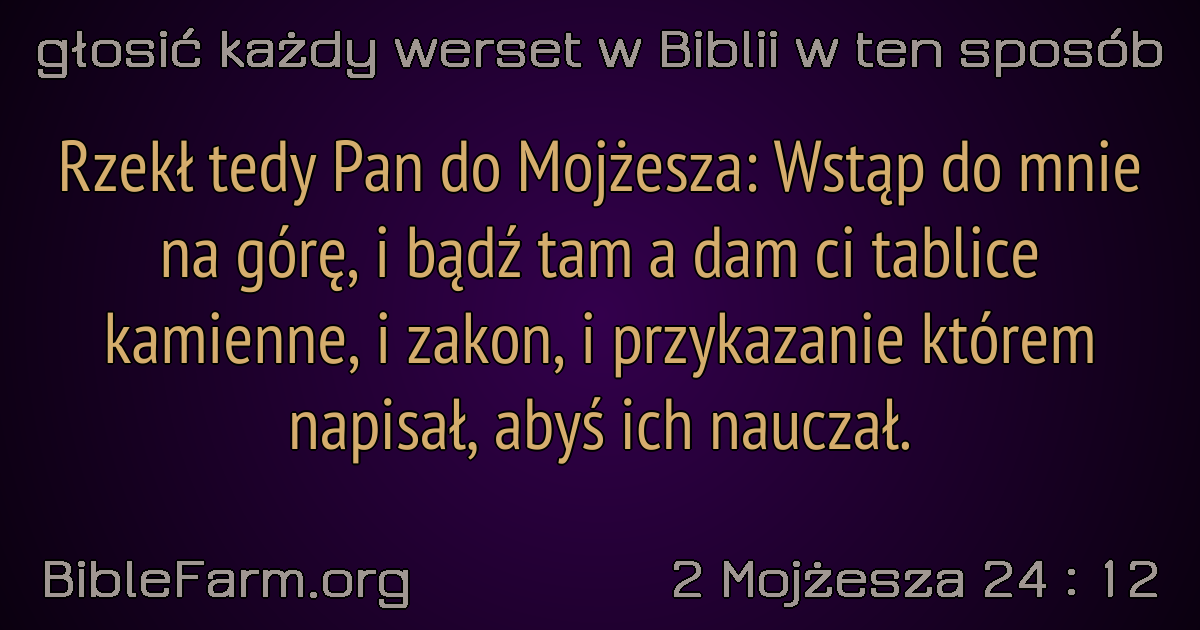 głosić każdy werset w Biblii w ten sposób
Rzekł tedy Pan do Mojżesza: Wstąp do mnie
na górę, i bądź tam a dam ci tablice
kamienne, i zakon, i przykazanie którem
napisał, abyś ich nauczał.
BibleFarm.org
2 Mojżesza 24 : 12